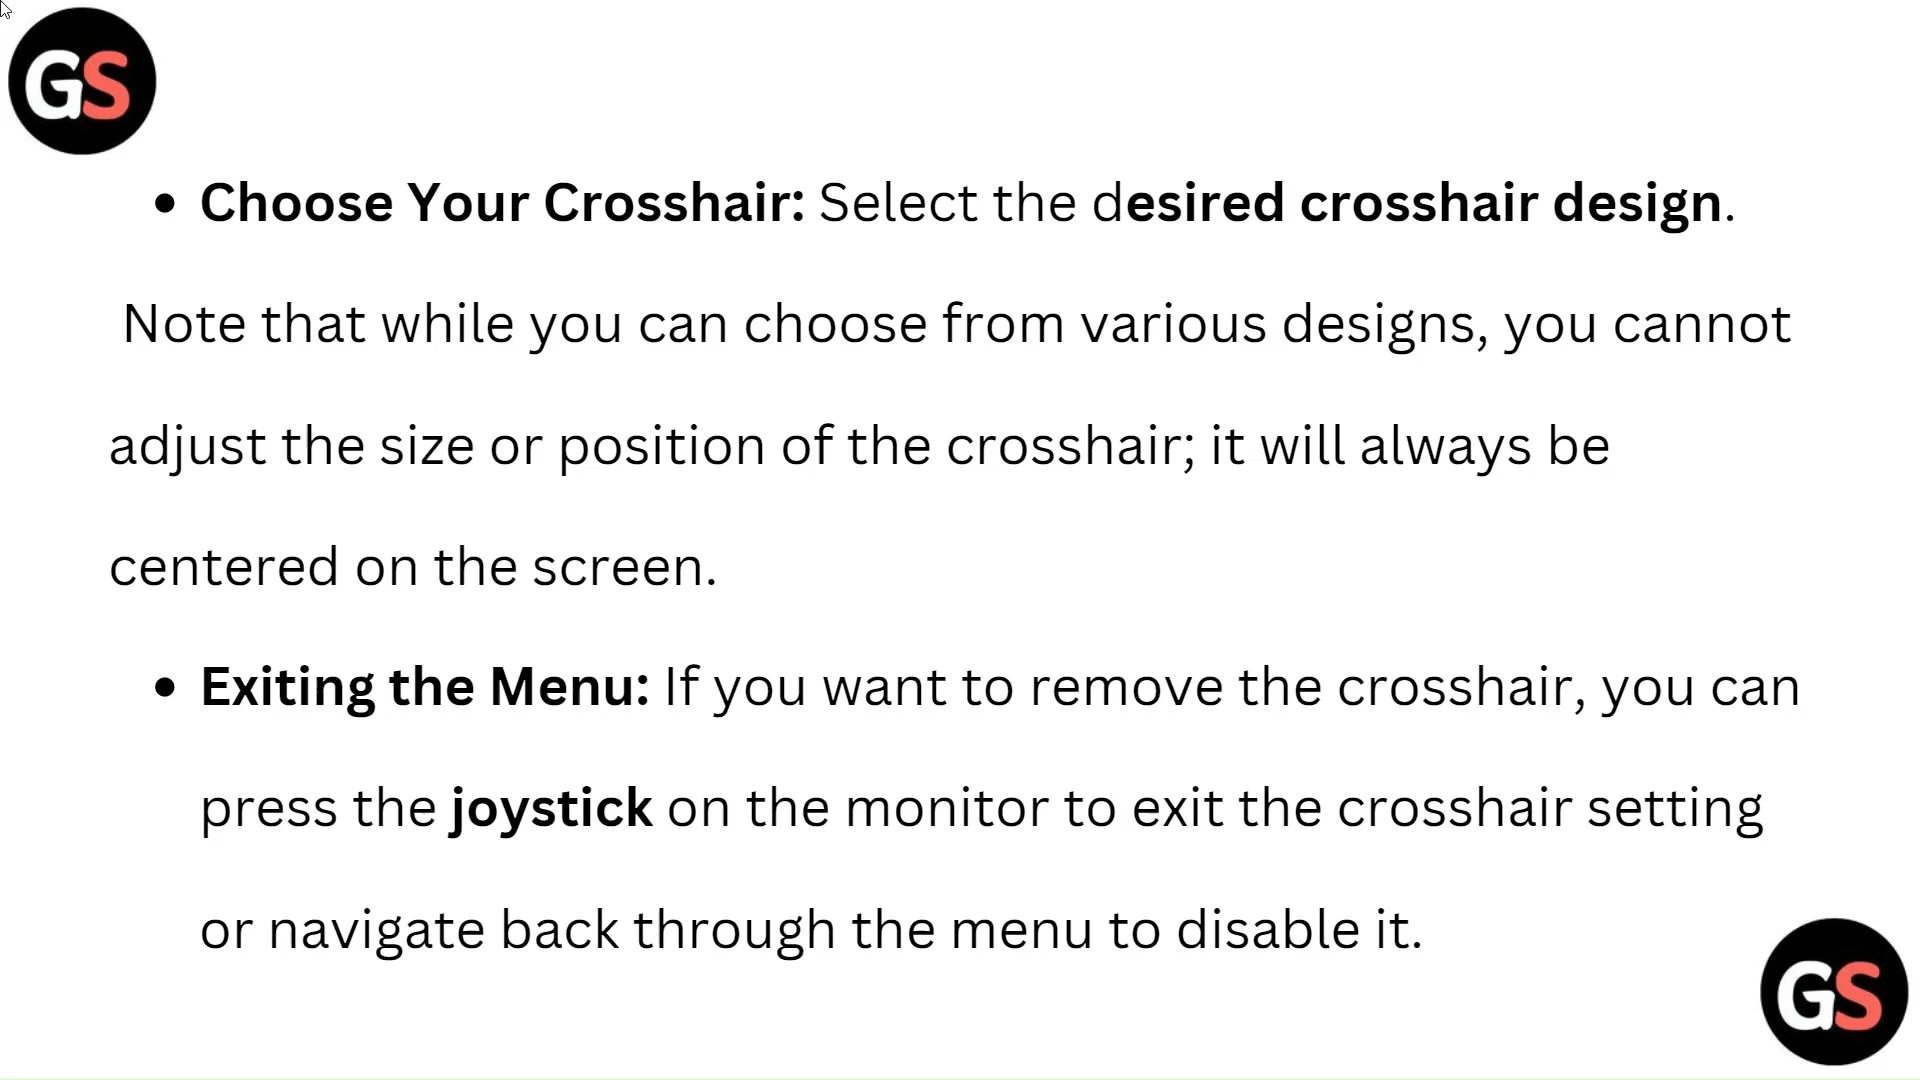 GS
• Choose Your Crosshair: Select the desired crosshair design.
Note that while you can choose from various designs, you cannot
adjust the size or position of the crosshair; it will always be
centered on the screen.
• Exiting the Menu: If you want to remove the crosshair, you can
press the joystick on the monitor to exit the crosshair setting
or navigate back through the menu to disable it.
GS